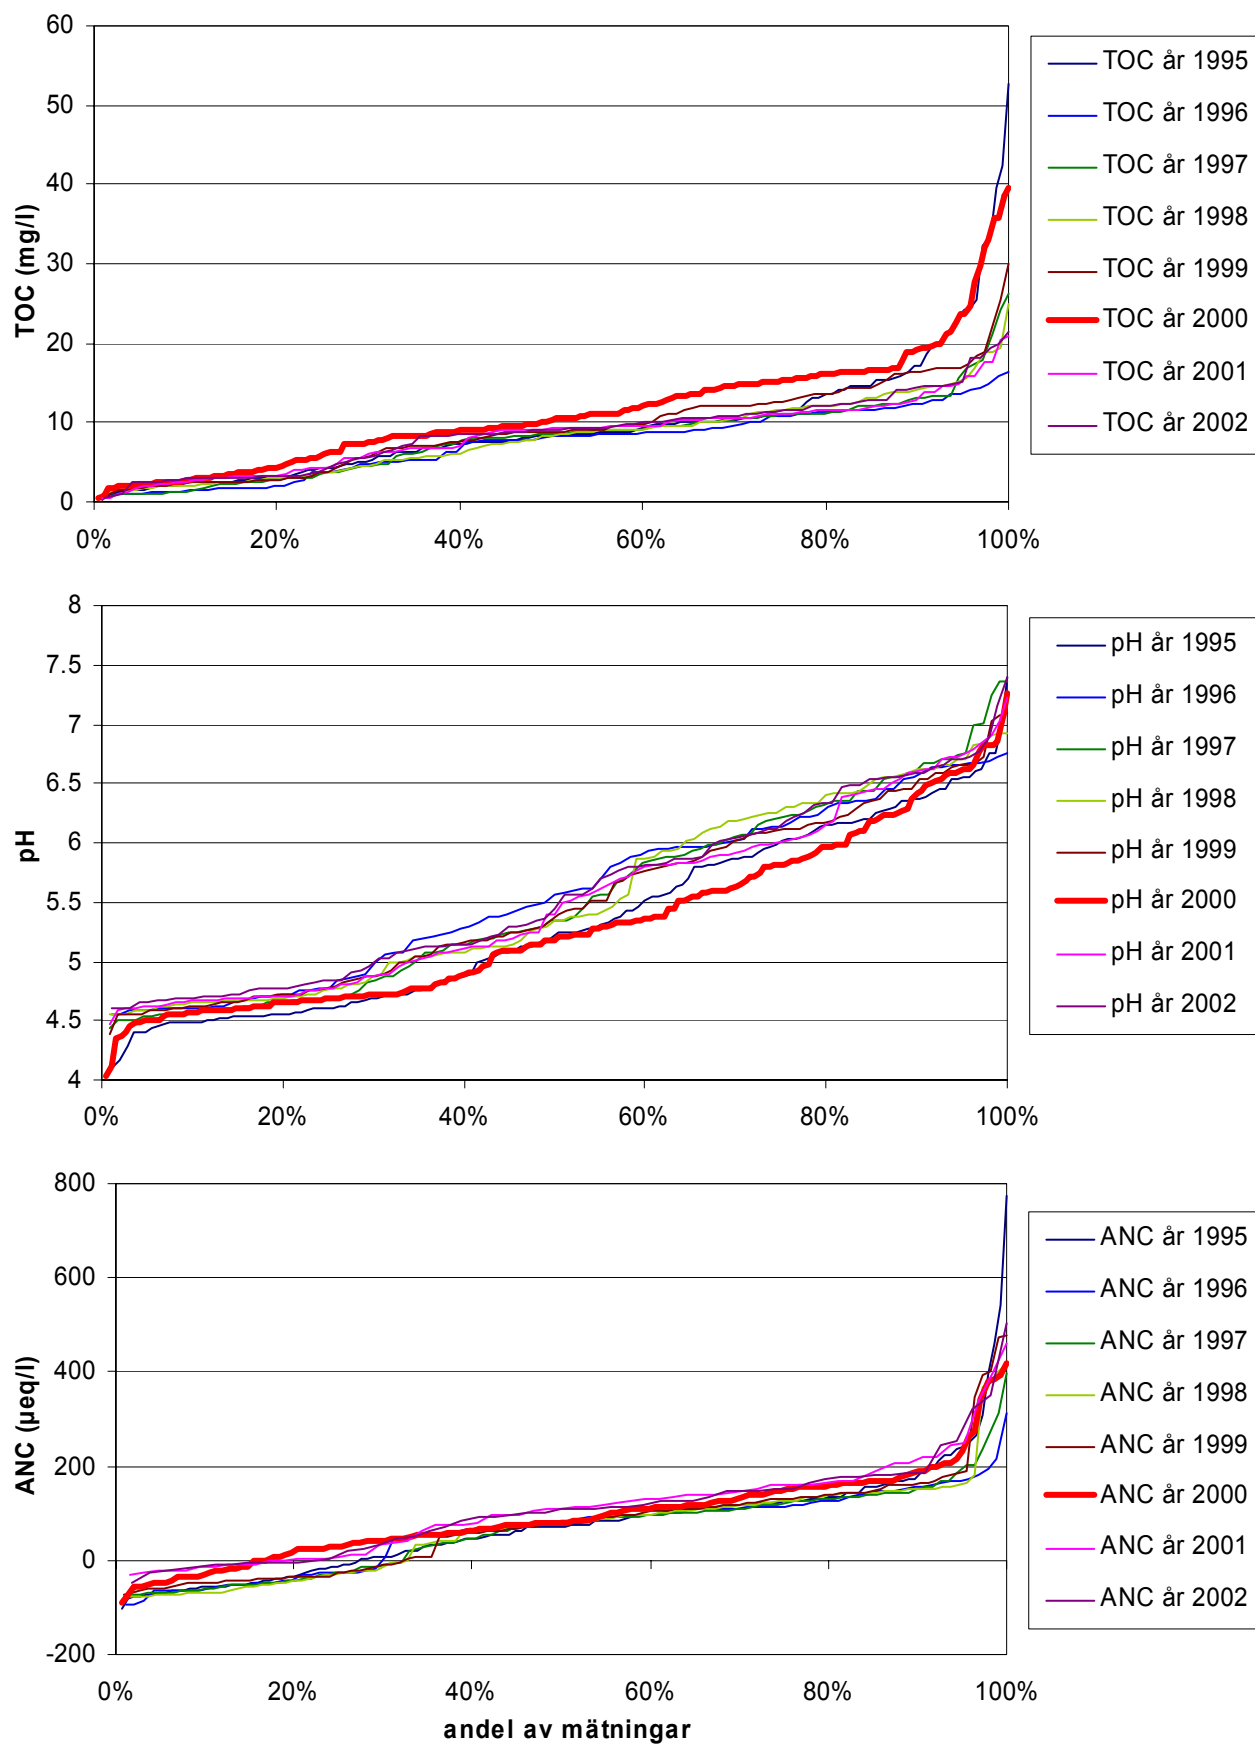 60
50
40
30
20
10
0
TOC (mg/l)
0% 20% 40% 60% 80% 100%
TOC år 1995
TOC år 1996
TOC år 1997
TOC år 1998
TOC år 1999
TOC år 2000
TOC år 2001
TOC år 2002
8
7.5
7
6.5
6
5.5
5
4.5
4
pH
0% 20% 40% 60% 80% 100%
pH år 1995
pH år 1996
pH år 1997
pH år 1998
pH år 1999
pH år 2000
pH år 2001
pH år 2002
800
600
400
200
0
-200
ANC (µeq/l)
0% 20% 40% 60% 80% 100%
andel av mätningar
ANC år 1995
ANC år 1996
ANC år 1997
ANC år 1998
ANC år 1999
ANC år 2000
ANC år 2001
ANC år 2002